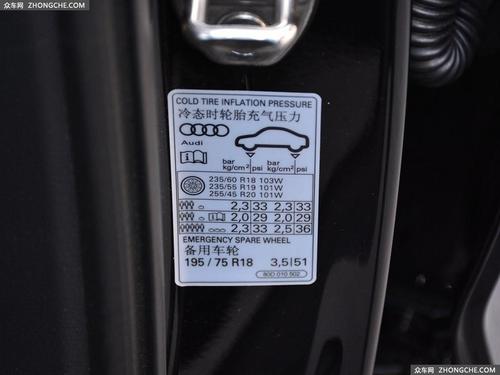 众车网 ZHONGCHE.COM
COLD TIRE INFLATION PRESSURE
冷态时轮胎充气压力
Audi
bar kg/cm² psi bar kg/cm² psi
235/60 R18 103W
235/55 R19 101W
255/45 R20 101W
2,3 33 2,3 33
2,0 29 2,0 29
2,3 33 2,5 36
EMERGENCY SPARE WHEEL
备用车轮
195 / 75 R18 3,5 51
80D 010 502
众车网 ZHONGCHE.COM